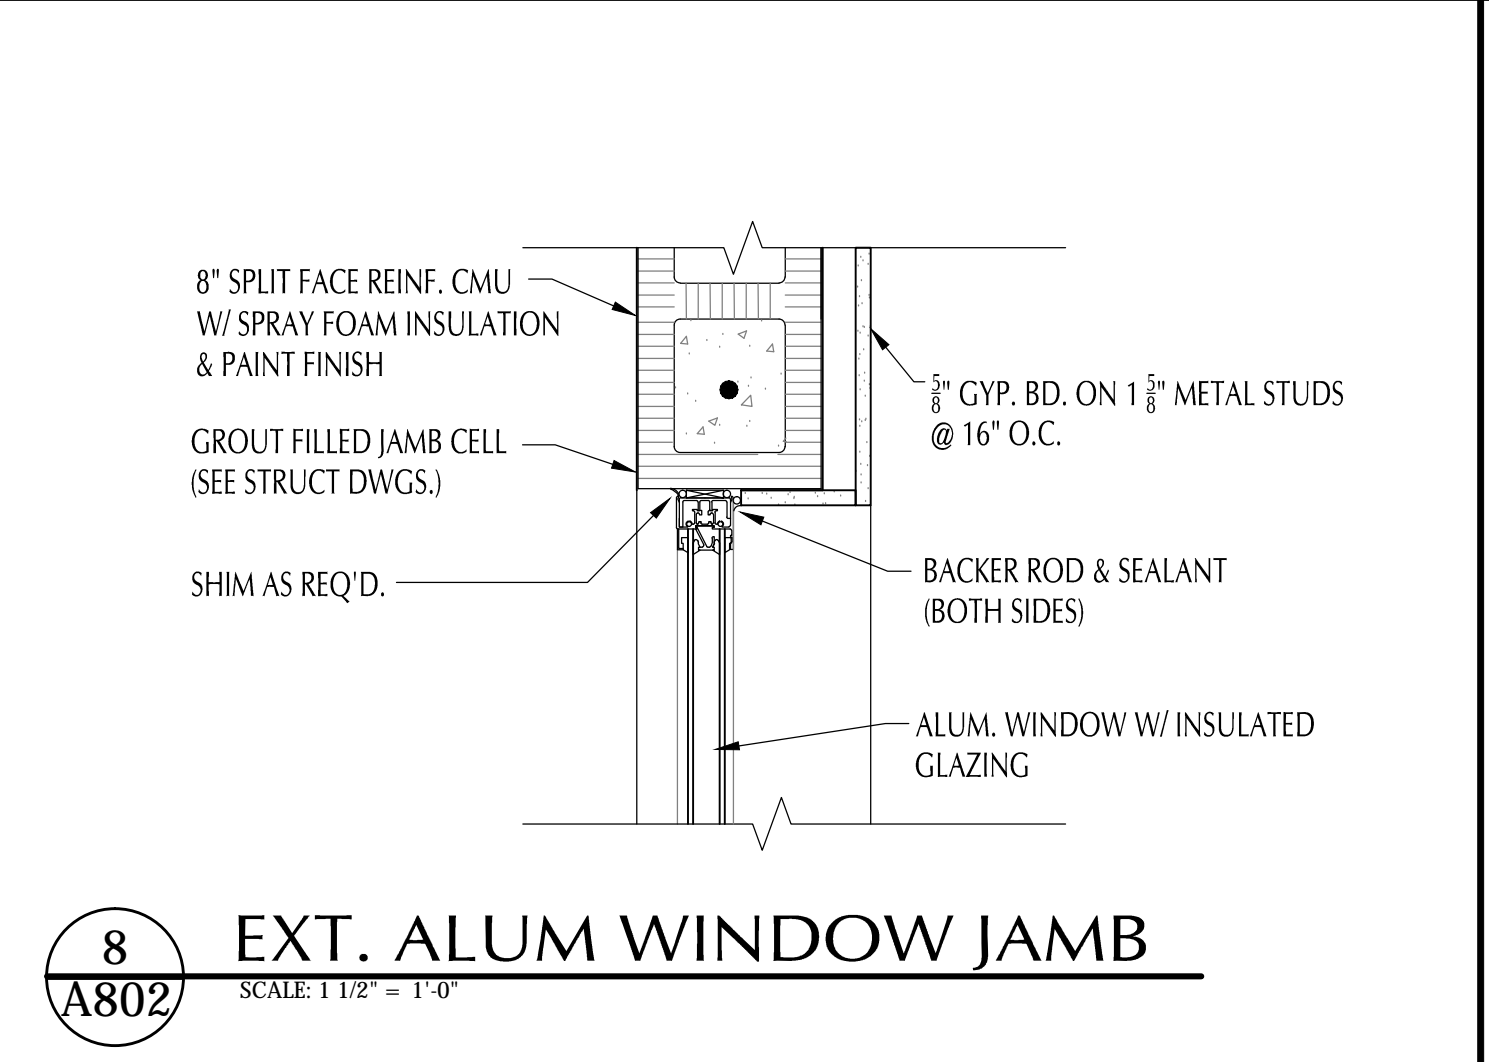 8" SPLIT FACE REINF. CMU
W/ SPRAY FOAM INSULATION
& PAINT FINISH
GROUT FILLED JAMB CELL
(SEE STRUCT DWGS.)
SHIM AS REQ'D.
5/8" GYP. BD. ON 1 5/8" METAL STUDS
@ 16" O.C.
BACKER ROD & SEALANT
(BOTH SIDES)
ALUM. WINDOW W/ INSULATED
GLAZING
8
A802
EXT. ALUM WINDOW JAMB
SCALE: 1 1/2" = 1'-0"